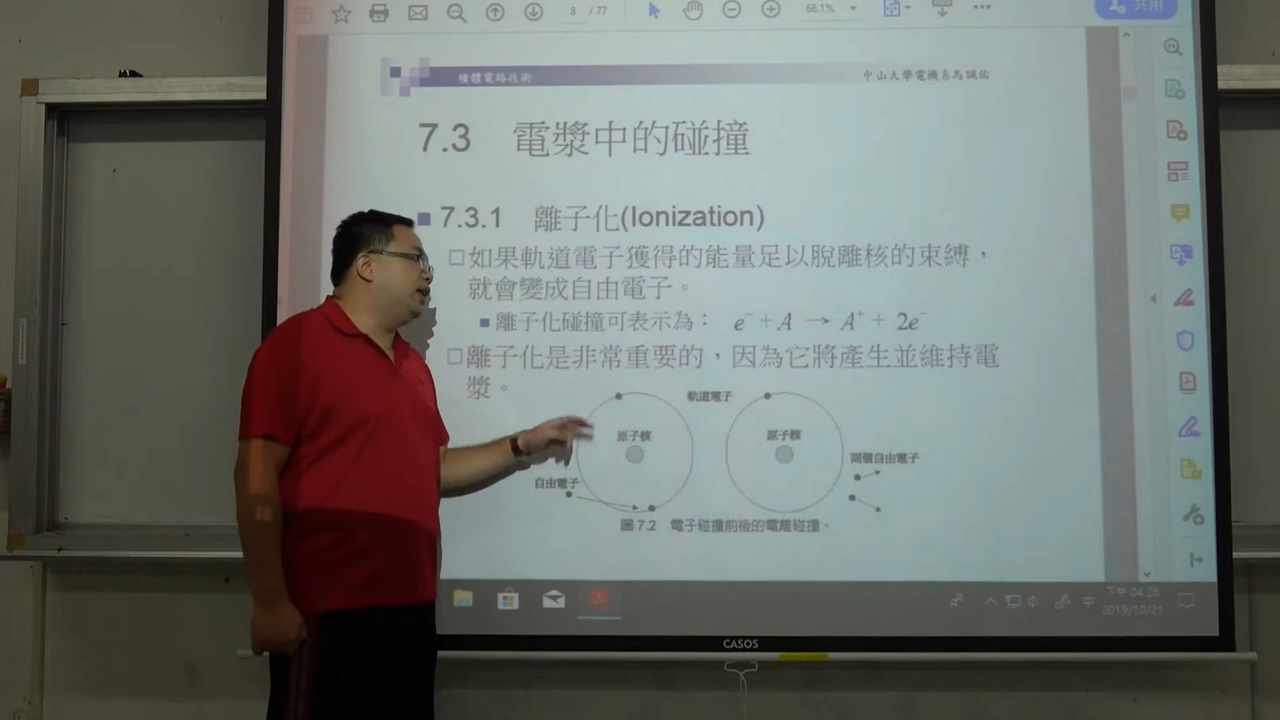 8 / 77
66.1%
共用
積體電路技術
中山大學電機系馬誠佑
7.3 電漿中的碰撞
7.3.1 離子化(Ionization)
如果軌道電子獲得的能量足以脫離核的束縛，
就會變成自由電子。
離子化碰撞可表示為： e⁻ + A → A⁺ + 2e⁻
離子化是非常重要的，因為它將產生並維持電
漿。
軌道電子
原子核
原子核
兩個自由電子
自由電子
圖 7.2 電子碰撞前後的電離碰撞。
中
下午 04:26
2019/10/21
CASOS